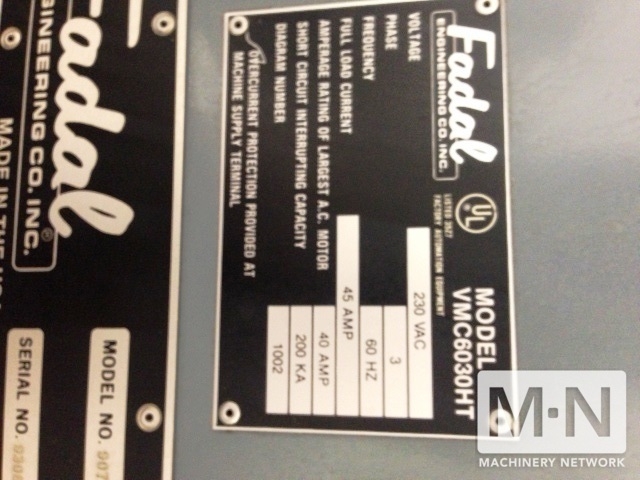 Fadal
ENGINEERING CO. INC.
UL
LISTED 3N27
FACTORY AUTOMATION EQUIPMENT
MODEL
VMC6030HT
VOLTAGE 230 VAC
PHASE 3
FREQUENCY 60 HZ
FULL LOAD CURRENT 45 AMP
AMPERAGE RATING OF LARGEST A.C. MOTOR 40 AMP
SHORT CIRCUIT INTERRUPTING CAPACITY 200 KA
DIAGRAM NUMBER 1002
OVERCURRENT PROTECTION PROVIDED AT
MACHINE SUPPLY TERMINAL
Fadal
ENGINEERING CO. INC.
MADE IN THE
MODEL NO. 907
SERIAL NO.
M·N
MACHINERY NETWORK